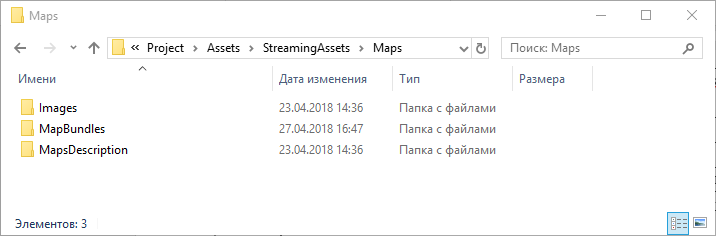 Maps
« Project › Assets › StreamingAssets › Maps Поиск: Maps
Имени Дата изменения Тип Размера
Images 23.04.2018 14:36 Папка с файлами
MapBundles 27.04.2018 16:47 Папка с файлами
MapsDescription 23.04.2018 14:36 Папка с файлами
Элементов: 3